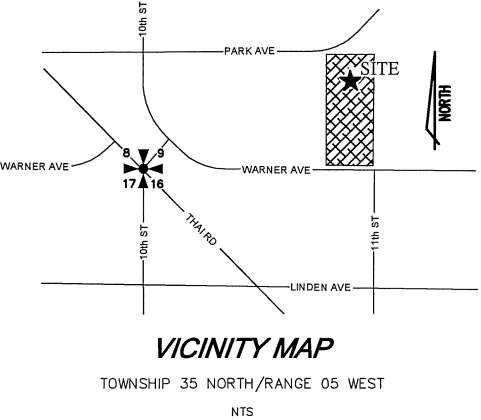 10th ST
PARK AVE
SITE
NORTH
8 9
WARNER AVE
WARNER AVE
17 16
THAI RD
10th ST
11th ST
LINDEN AVE
VICINITY MAP
TOWNSHIP 35 NORTH/RANGE 05 WEST
NTS